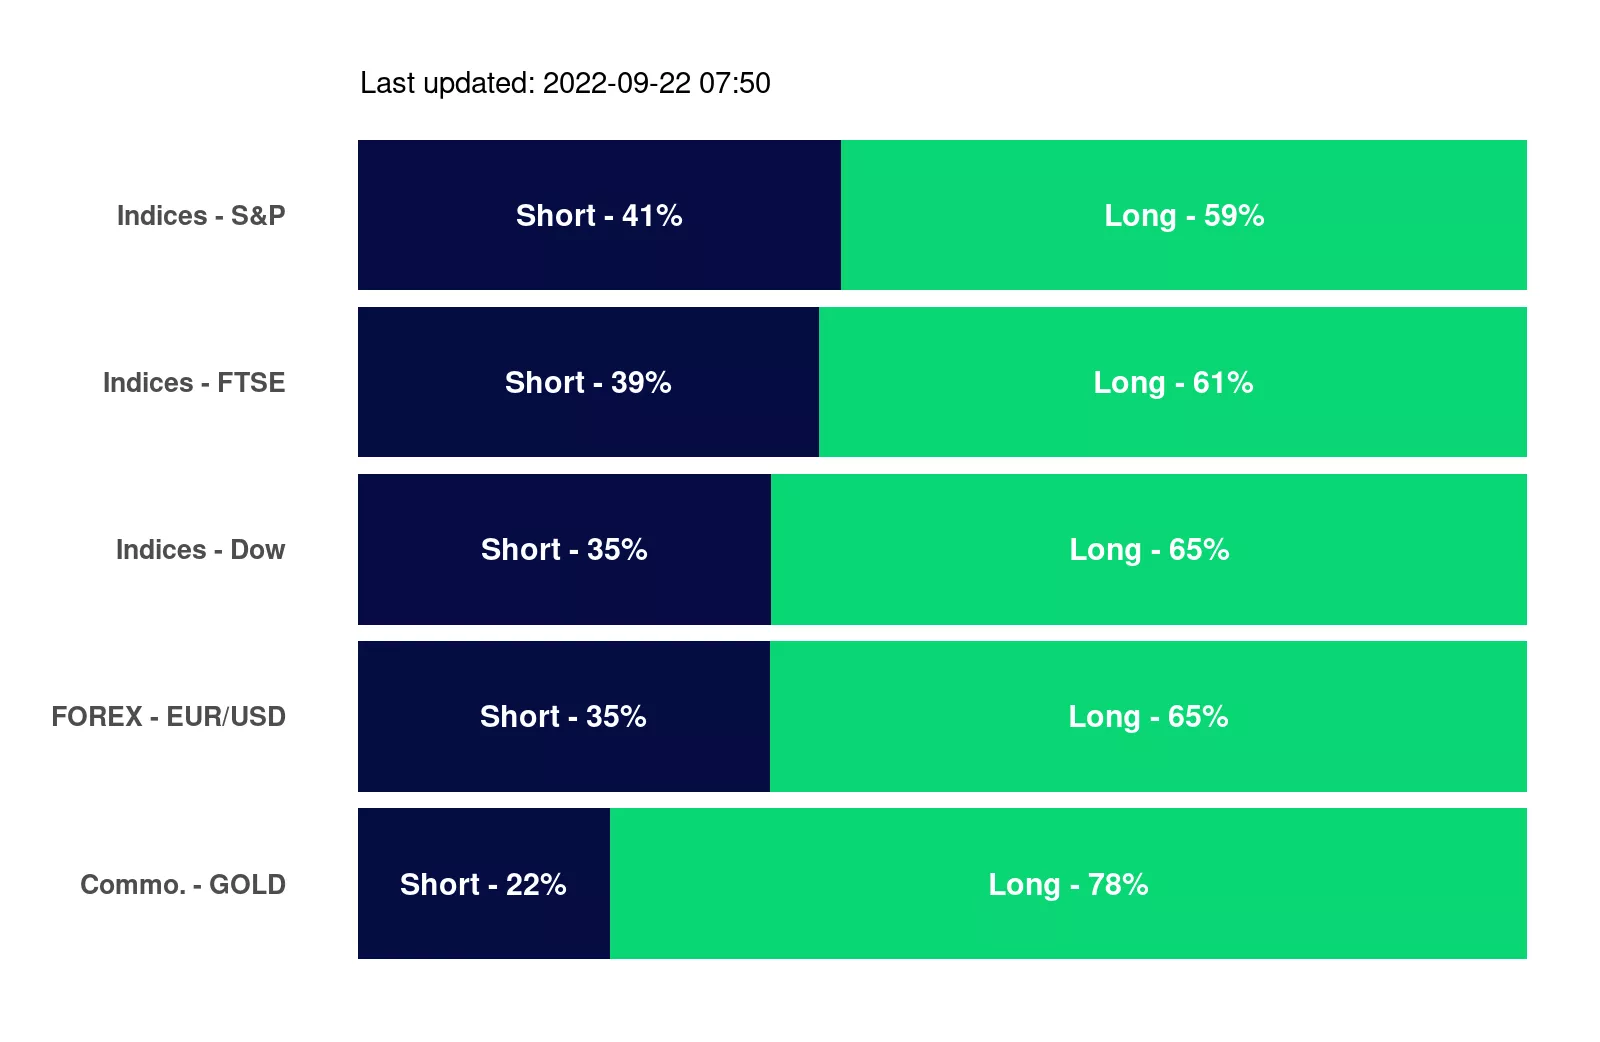 Last updated: 2022-09-22 07:50
Indices - S&P
Short - 41%
Long - 59%
Indices - FTSE
Short - 39%
Long - 61%
Indices - Dow
Short - 35%
Long - 65%
FOREX - EUR/USD
Short - 35%
Long - 65%
Commo. - GOLD
Short - 22%
Long - 78%